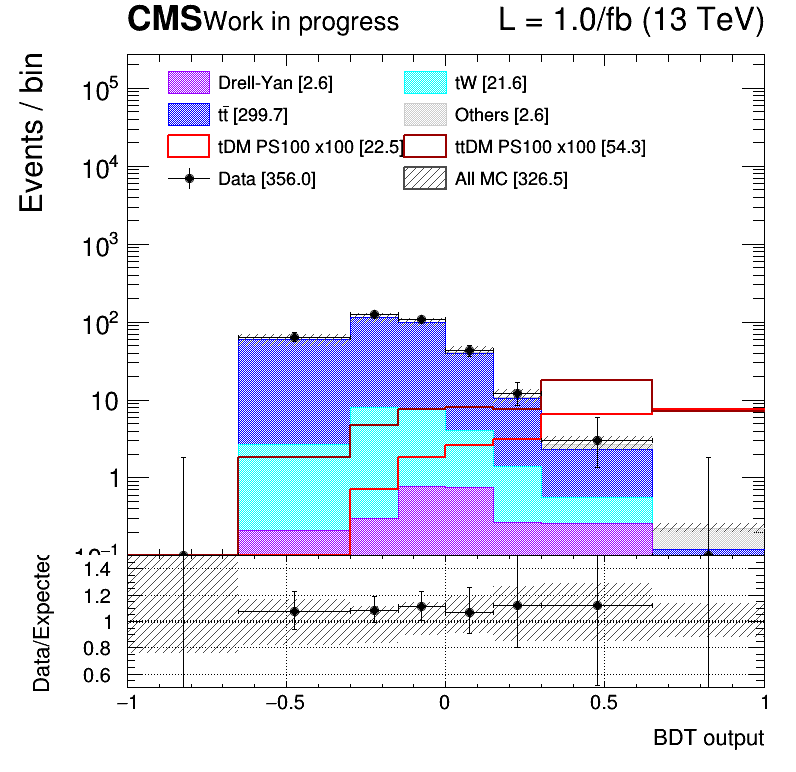 CMS Work in progress L = 1.0/fb (13 TeV)
Events / bin
Drell-Yan [2.6] tW [21.6]
tt̄ [299.7] Others [2.6]
tDM PS100 x100 [22.5] ttDM PS100 x100 [54.3]
Data [356.0] All MC [326.5]
10⁵
10⁴
10³
10²
10
1
10⁻¹
Data/Expected
1.4
1.2
1
0.8
0.6
−1 −0.5 0 0.5 1
BDT output